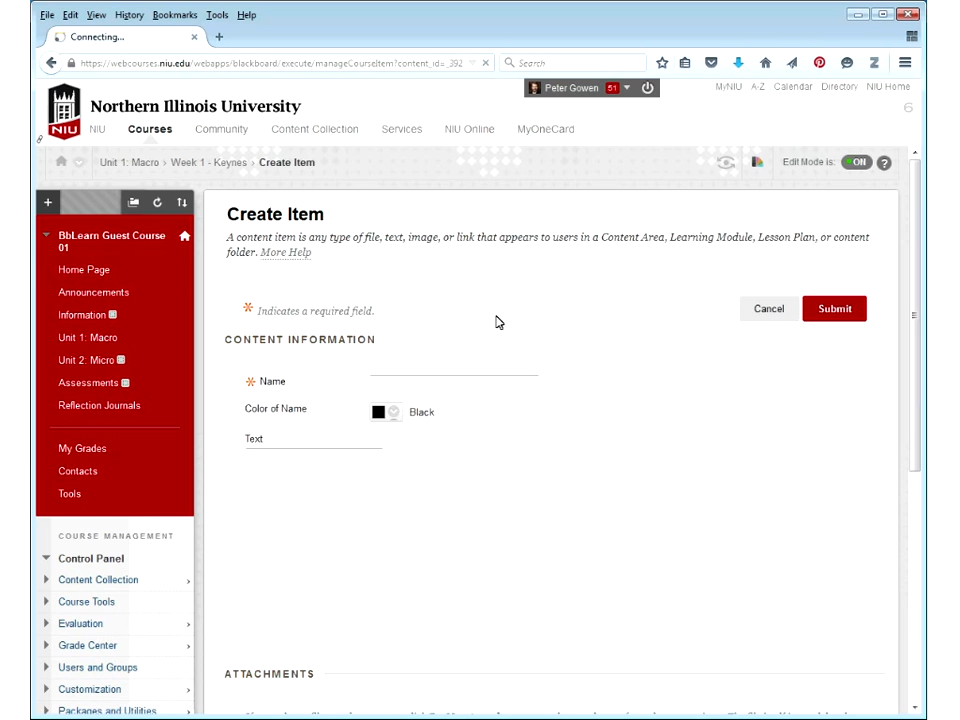 File Edit View History Bookmarks Tools Help
Connecting... × +
https://webcourses.niu.edu/webapps/blackboard/execute/manageCourseItem?content_id=_392 Search
Peter Gowen 51
MyNIU A-Z Calendar Directory NIU Home
NIU Northern Illinois University
6
NIU Courses Community Content Collection Services NIU Online MyOneCard
Unit 1: Macro › Week 1 - Keynes › Create Item Edit Mode is: ON ?
BbLearn Guest Course
01
Home Page
Announcements
Information
Unit 1: Macro
Unit 2: Micro
Assessments
Reflection Journals
My Grades
Contacts
Tools
COURSE MANAGEMENT
Control Panel
Content Collection
Course Tools
Evaluation
Grade Center
Users and Groups
Customization
Packages and Utilities
Create Item
A content item is any type of file, text, image, or link that appears to users in a Content Area, Learning Module, Lesson Plan, or content
folder. More Help
* Indicates a required field.
Cancel Submit
CONTENT INFORMATION
* Name
Color of Name Black
Text
ATTACHMENTS